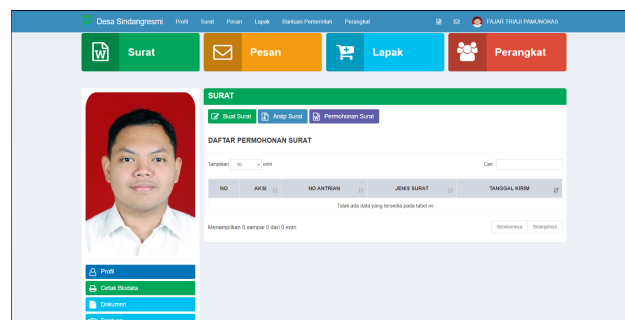 Desa Sindangresmi Profil Surat Pesan Lapak Bantuan Pemerintah Perangkat FAJAR TRIAJI PAMUNGKAS
Surat Pesan Lapak Perangkat
SURAT
Buat Surat Arsip Surat Permohonan Surat
DAFTAR PERMOHONAN SURAT
Tampilkan 10 entri Cari
NO AKSI NO ANTRIAN JENIS SURAT TANGGAL KIRIM
Tidak ada data yang tersedia pada tabel ini
Menampilkan 0 sampai 0 dari 0 entri Sebelumnya Selanjutnya
Profil
Cetak Biodata
Dokumen
Bantuan